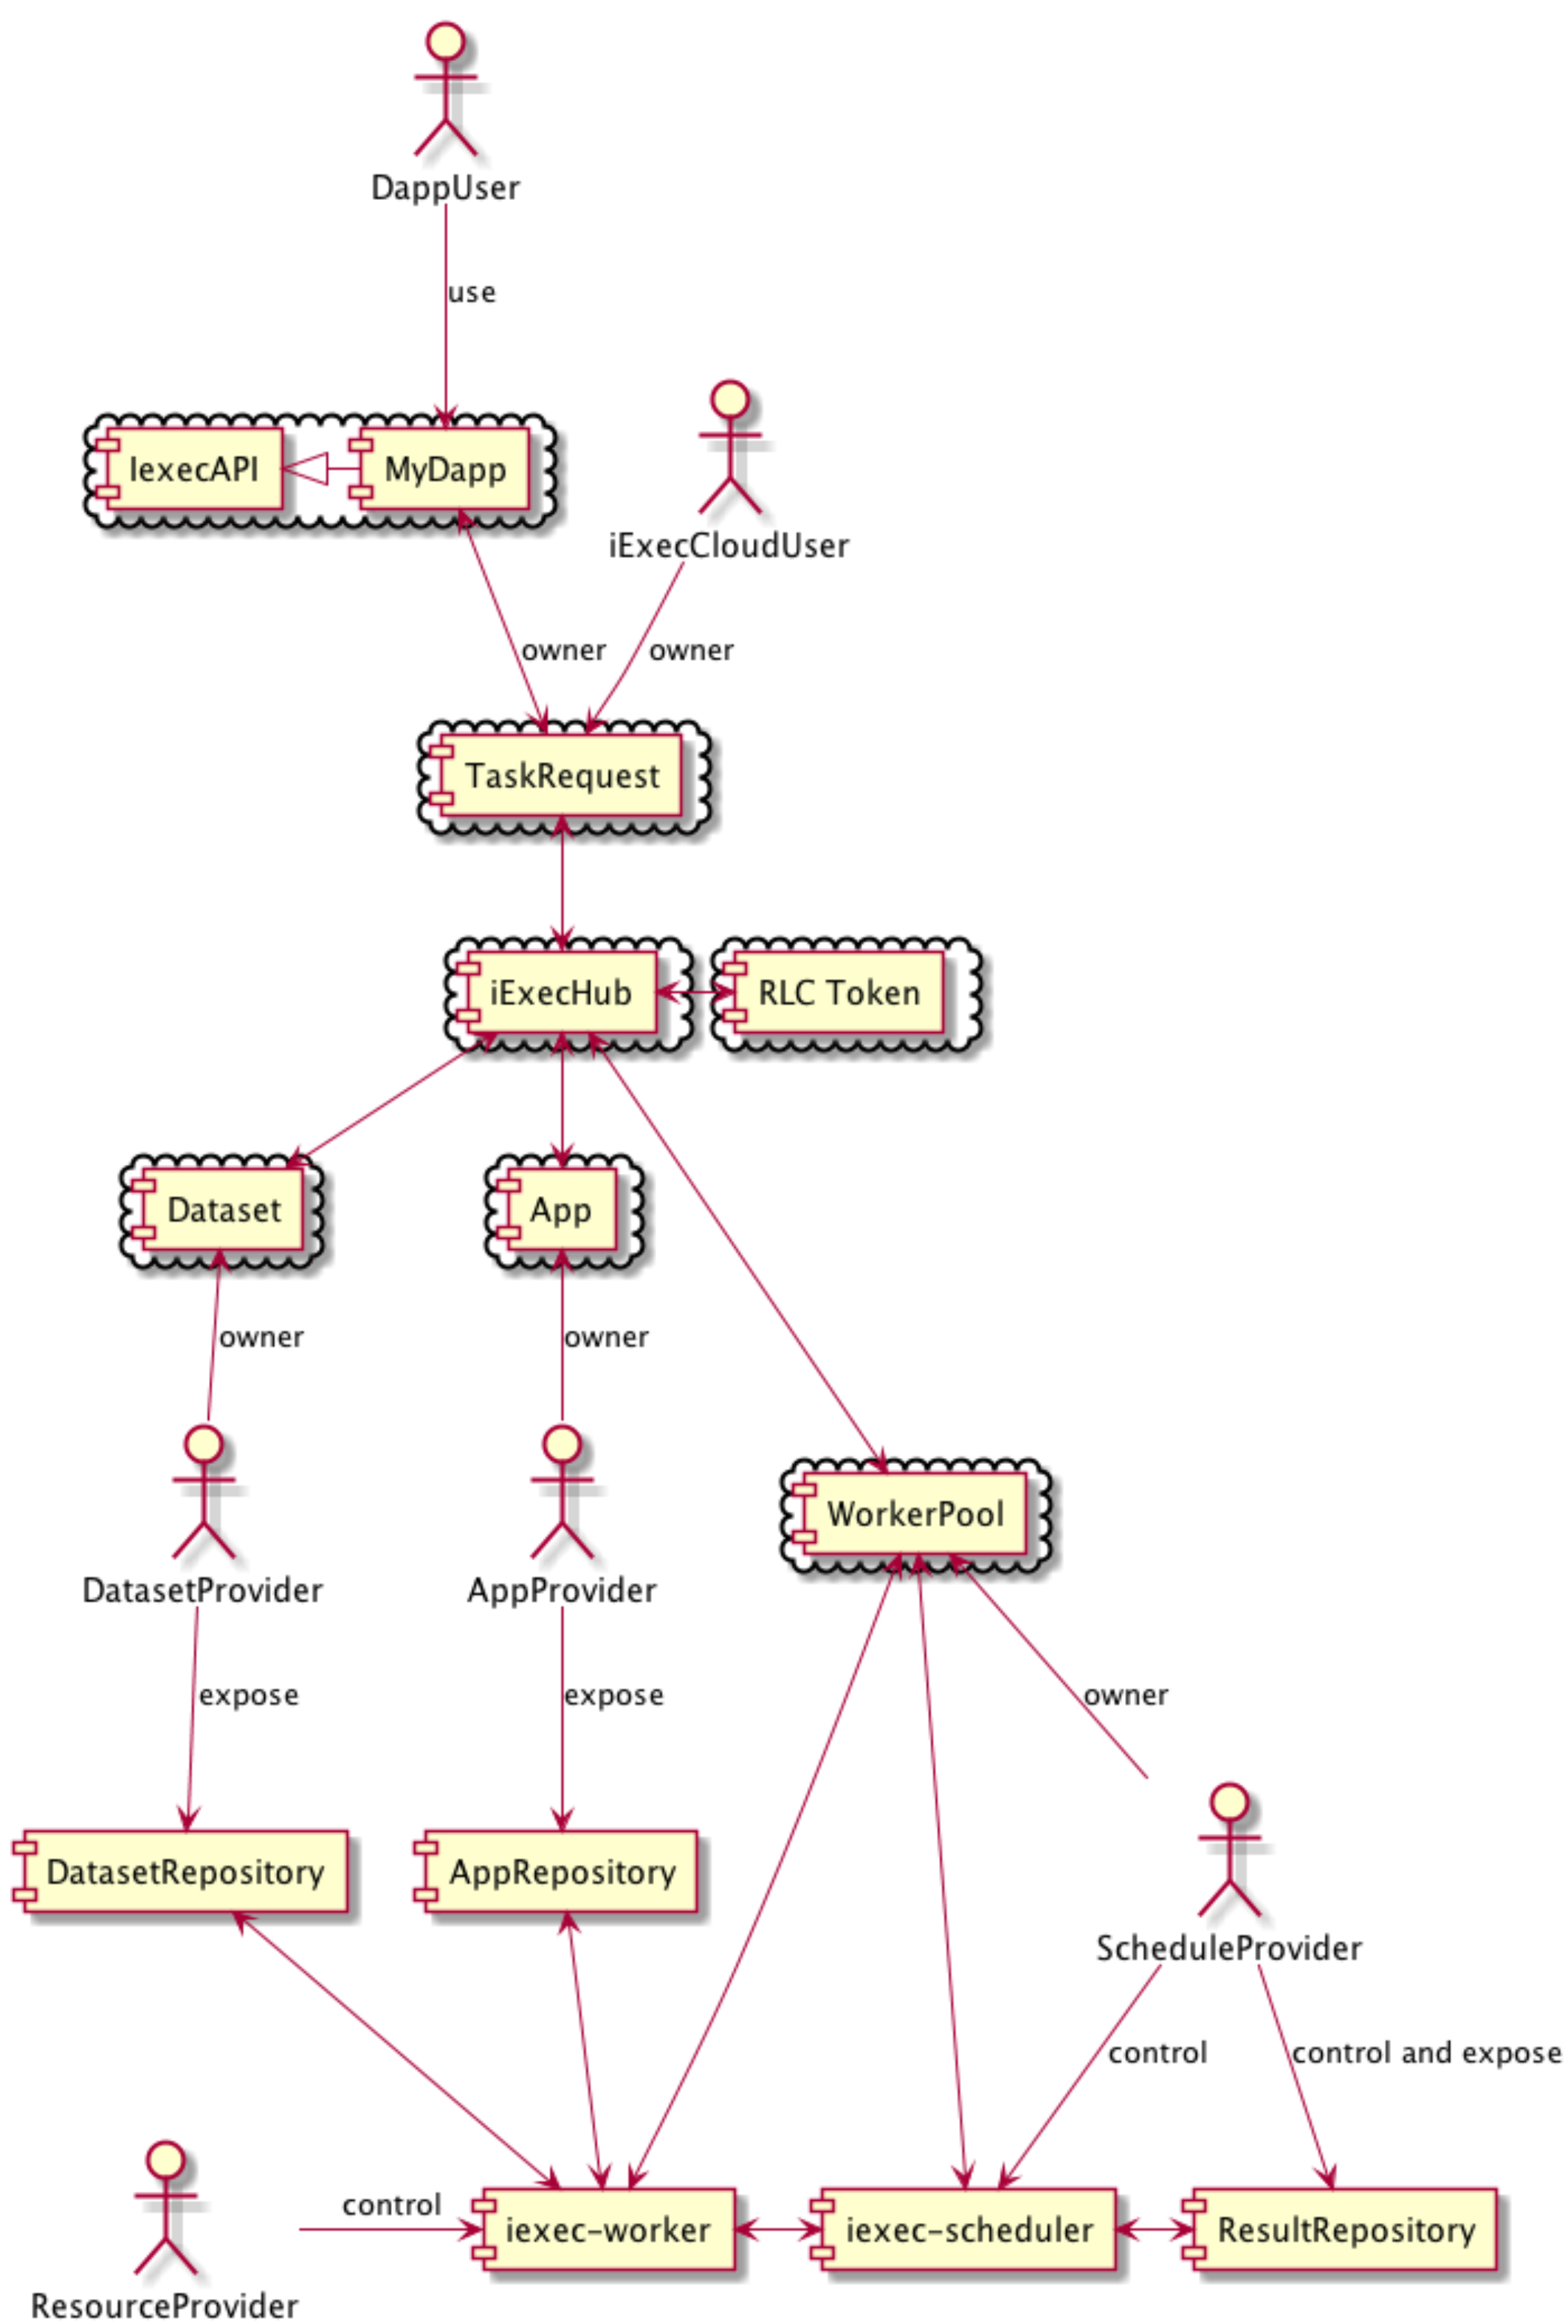 DappUser
use
IexecAPI
MyDapp
iExecCloudUser
owner
owner
TaskRequest
iExecHub
RLC Token
Dataset
App
owner
owner
WorkerPool
DatasetProvider
AppProvider
expose
expose
owner
DatasetRepository
AppRepository
ScheduleProvider
control
control and expose
control
iexec-worker
iexec-scheduler
ResultRepository
ResourceProvider